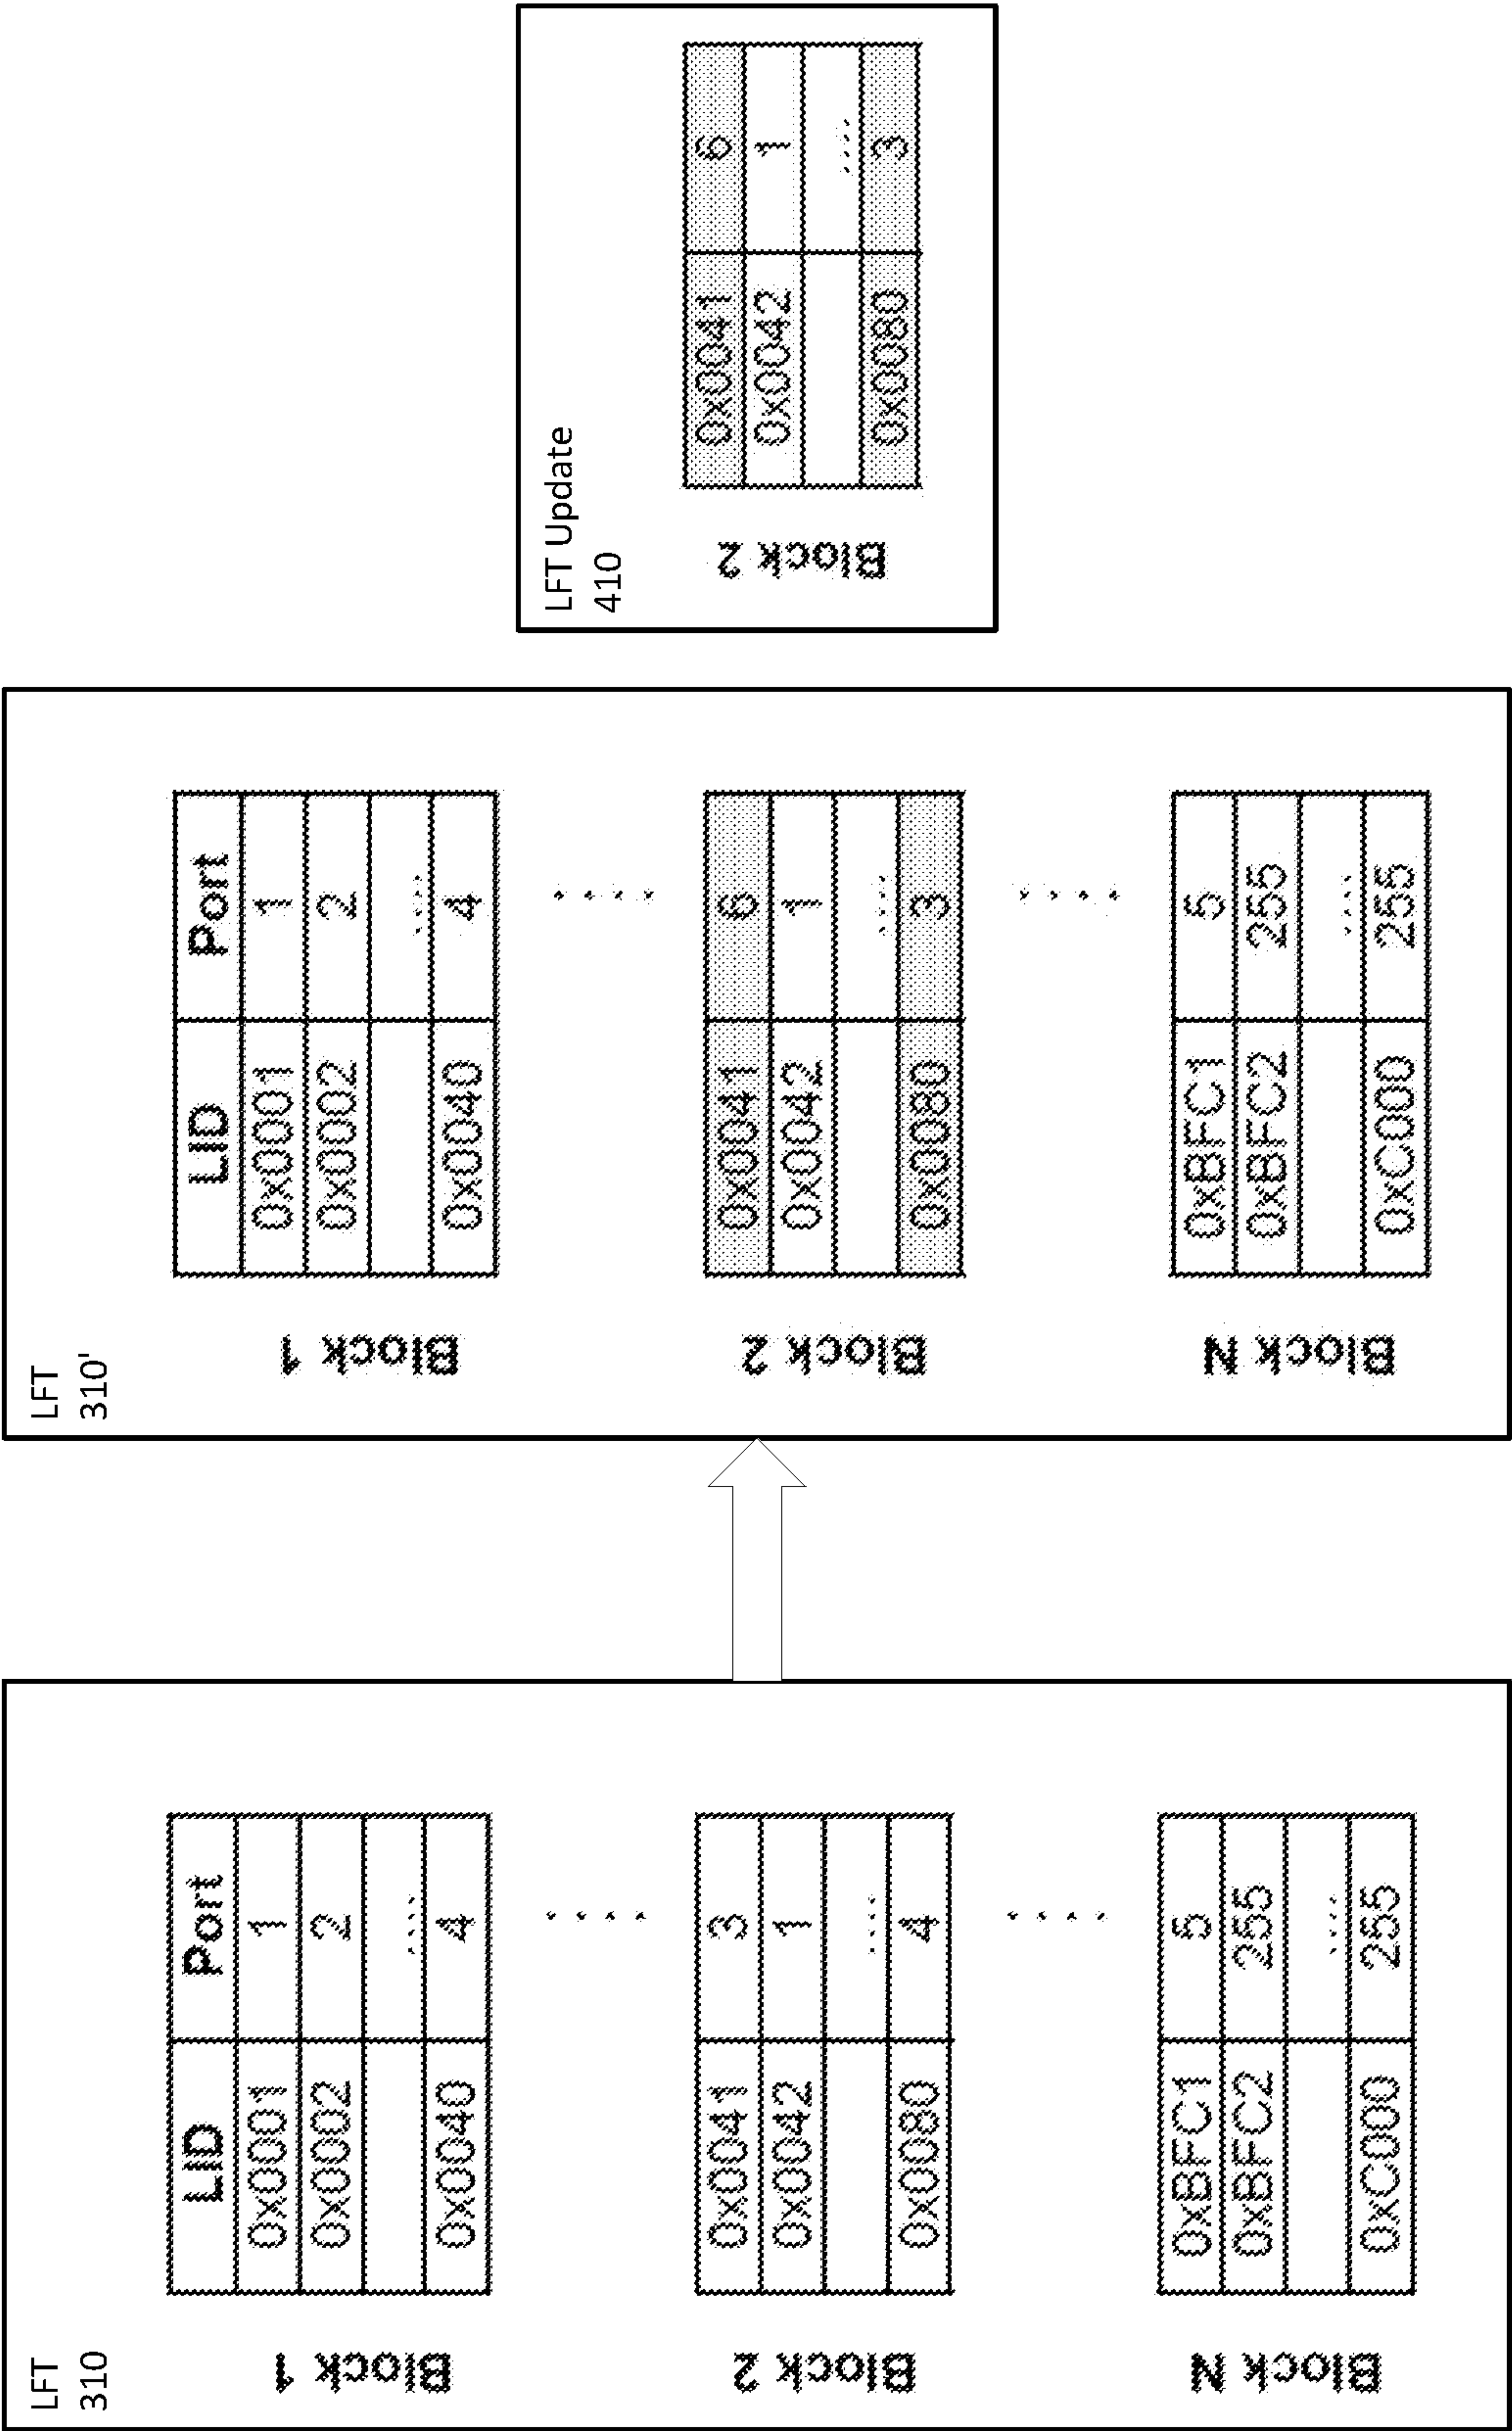 LFT
310
LID Port
Block 1
0x0001 1
0x0002 2
....
0x0040 4
....
Block 2
0x0041 3
0x0042 1
....
0x0080 4
....
Block N
0xBFC1 5
0xBFC2 255
....
0xC000 255
LFT
310'
LID Port
Block 1
0x0001 1
0x0002 2
....
0x0040 4
....
Block 2
0x0041 6
0x0042 1
....
0x0080 3
....
Block N
0xBFC1 5
0xBFC2 255
....
0xC000 255
LFT Update
410
Block 2
0x0041 6
0x0042 1
....
0x0080 3